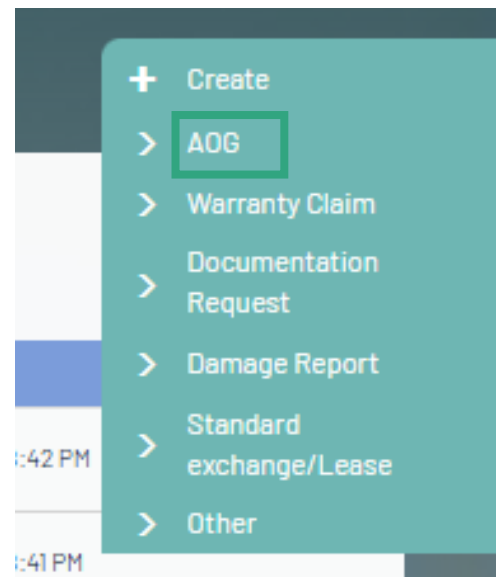 + Create
> AOG
> Warranty Claim
> Documentation
Request
> Damage Report
> Standard
exchange/Lease
> Other
:42 PM
:41 PM